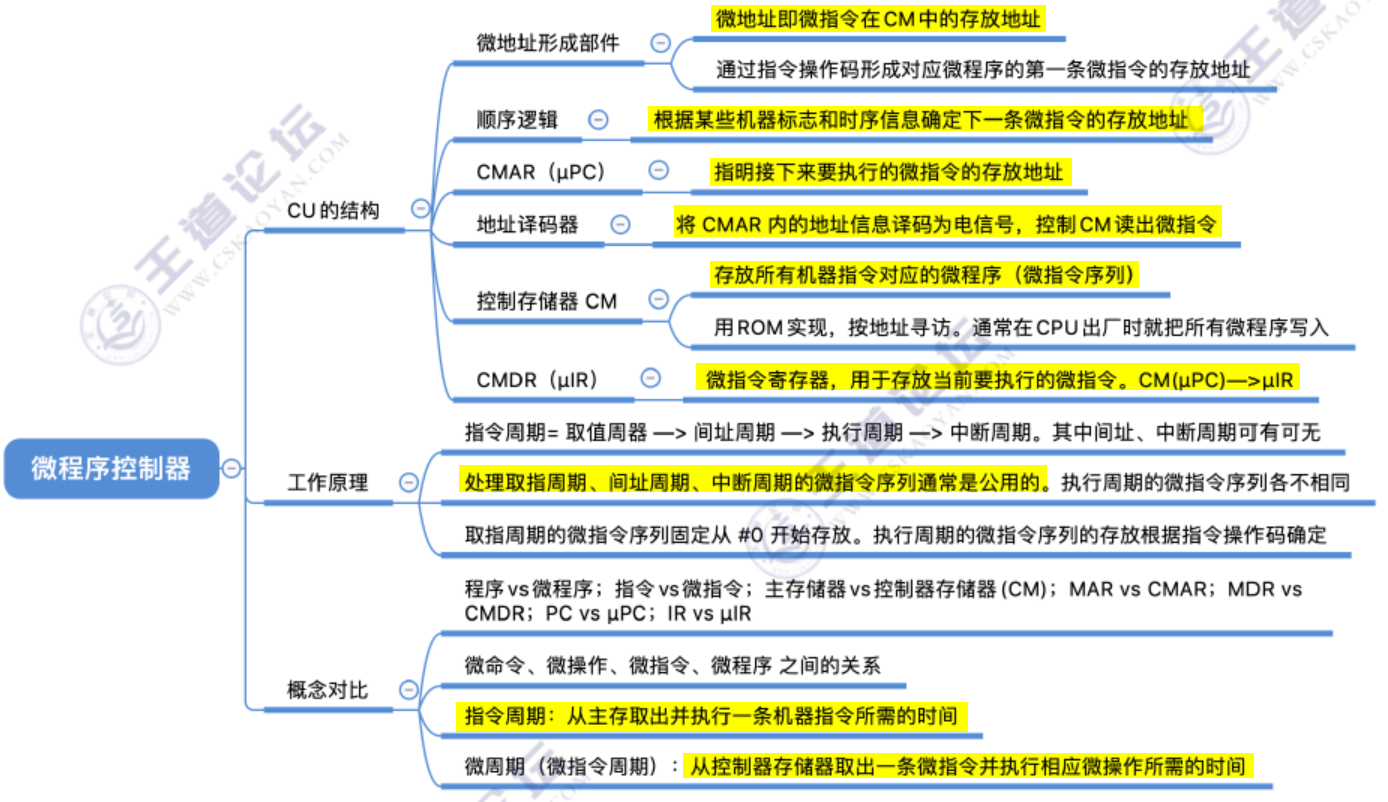 微程序控制器
CU的结构
微地址形成部件
微地址即微指令在CM中的存放地址
通过指令操作码形成对应微程序的第一条微指令的存放地址
顺序逻辑
根据某些机器标志和时序信息确定下一条微指令的存放地址
CMAR（μPC）
指明接下来要执行的微指令的存放地址
地址译码器
将 CMAR 内的地址信息译码为电信号，控制CM读出微指令
控制存储器 CM
存放所有机器指令对应的微程序（微指令序列）
用ROM实现，按地址寻访。通常在CPU出厂时就把所有微程序写入
CMDR（μIR）
微指令寄存器，用于存放当前要执行的微指令。CM(μPC)—>μIR
工作原理
指令周期= 取值周器 —> 间址周期 —> 执行周期 —> 中断周期。其中间址、中断周期可有可无
处理取指周期、间址周期、中断周期的微指令序列通常是公用的。执行周期的微指令序列各不相同
取指周期的微指令序列固定从 #0 开始存放。执行周期的微指令序列的存放根据指令操作码确定
概念对比
程序vs微程序；指令vs微指令；主存储器vs控制器存储器(CM)；MAR vs CMAR；MDR vs
CMDR；PC vs μPC；IR vs μIR
微命令、微操作、微指令、微程序 之间的关系
指令周期：从主存取出并执行一条机器指令所需的时间
微周期（微指令周期）：从控制器存储器取出一条微指令并执行相应微操作所需的时间
王道论坛
WWW.CSKAOYAN.COM